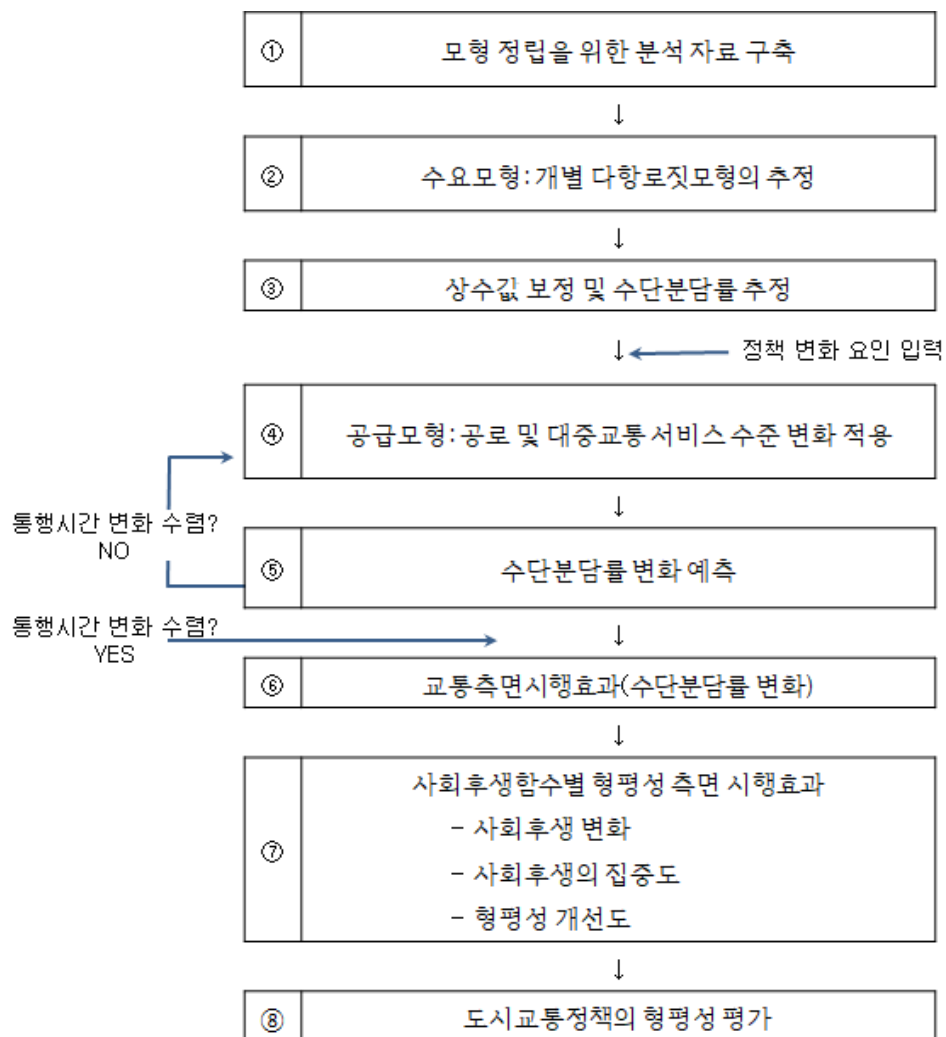 ① 모형 정립을 위한 분석 자료 구축
↓
② 수요모형:개별 다항로짓모형의 추정
↓
③ 상수값 보정 및 수단분담률 추정
↓ 정책 변화 요인 입력
④ 공급모형:공로 및 대중교통 서비스 수준 변화 적용
↓
통행시간 변화 수렴?
NO
⑤ 수단분담률 변화 예측
↓
통행시간 변화 수렴?
YES
⑥ 교통측면시행효과(수단분담률 변화)
↓
⑦ 사회후생함수별 형평성 측면 시행효과
- 사회후생 변화
- 사회후생의 집중도
- 형평성 개선도
↓
⑧ 도시교통정책의 형평성 평가